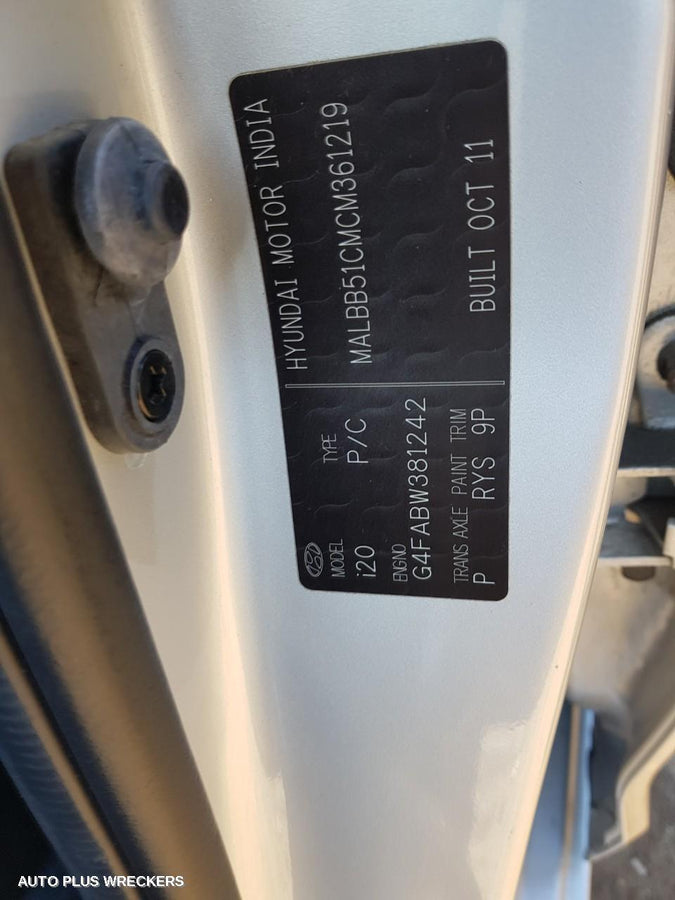 HYUNDAI MOTOR INDIA
MODEL TYPE
i20 P/C
MALBB51CMCM361219
ENGNO
G4FABW381242
TRANS AXLE PAINT TRIM
P RYS 9P
BUILT OCT 11
AUTO PLUS WRECKERS